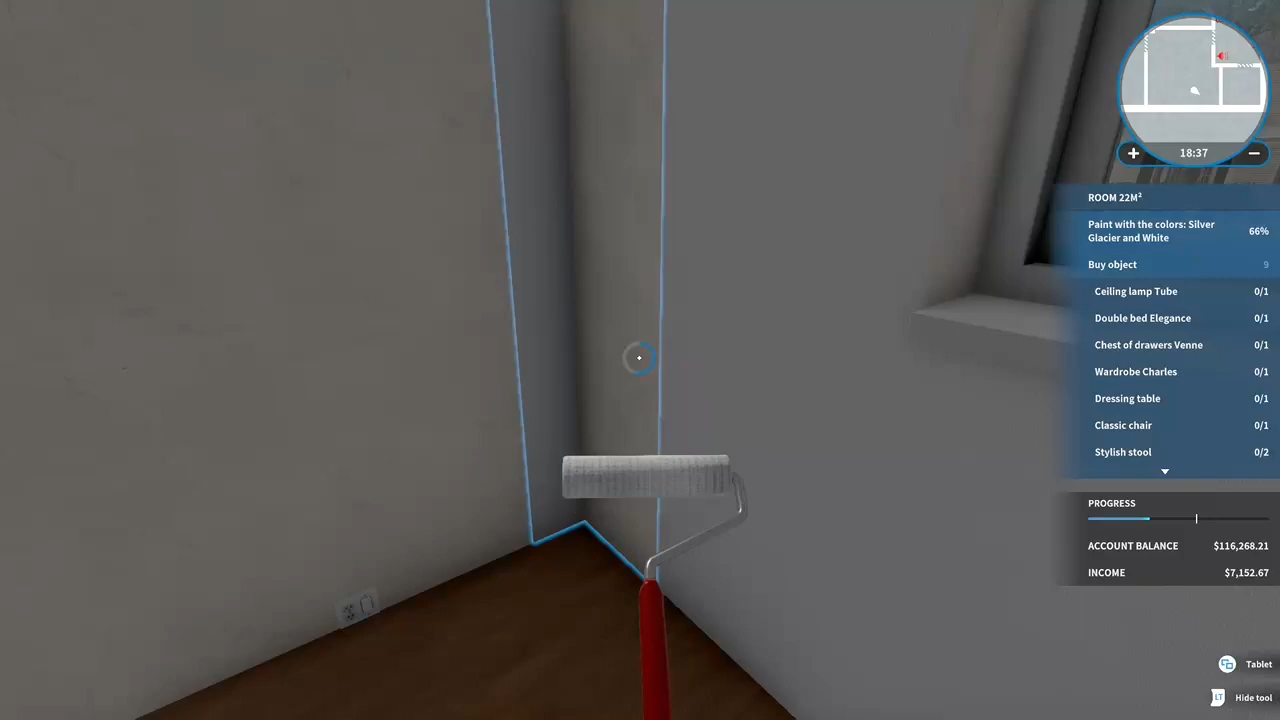 18:37
ROOM 22M²
Paint with the colors: Silver
Glacier and White
66%
Buy object 9
Ceiling lamp Tube 0/1
Double bed Elegance 0/1
Chest of drawers Venne 0/1
Wardrobe Charles 0/1
Dressing table 0/1
Classic chair 0/1
Stylish stool 0/2
PROGRESS
ACCOUNT BALANCE $116,268.21
INCOME $7,152.67
Tablet
LT Hide tool